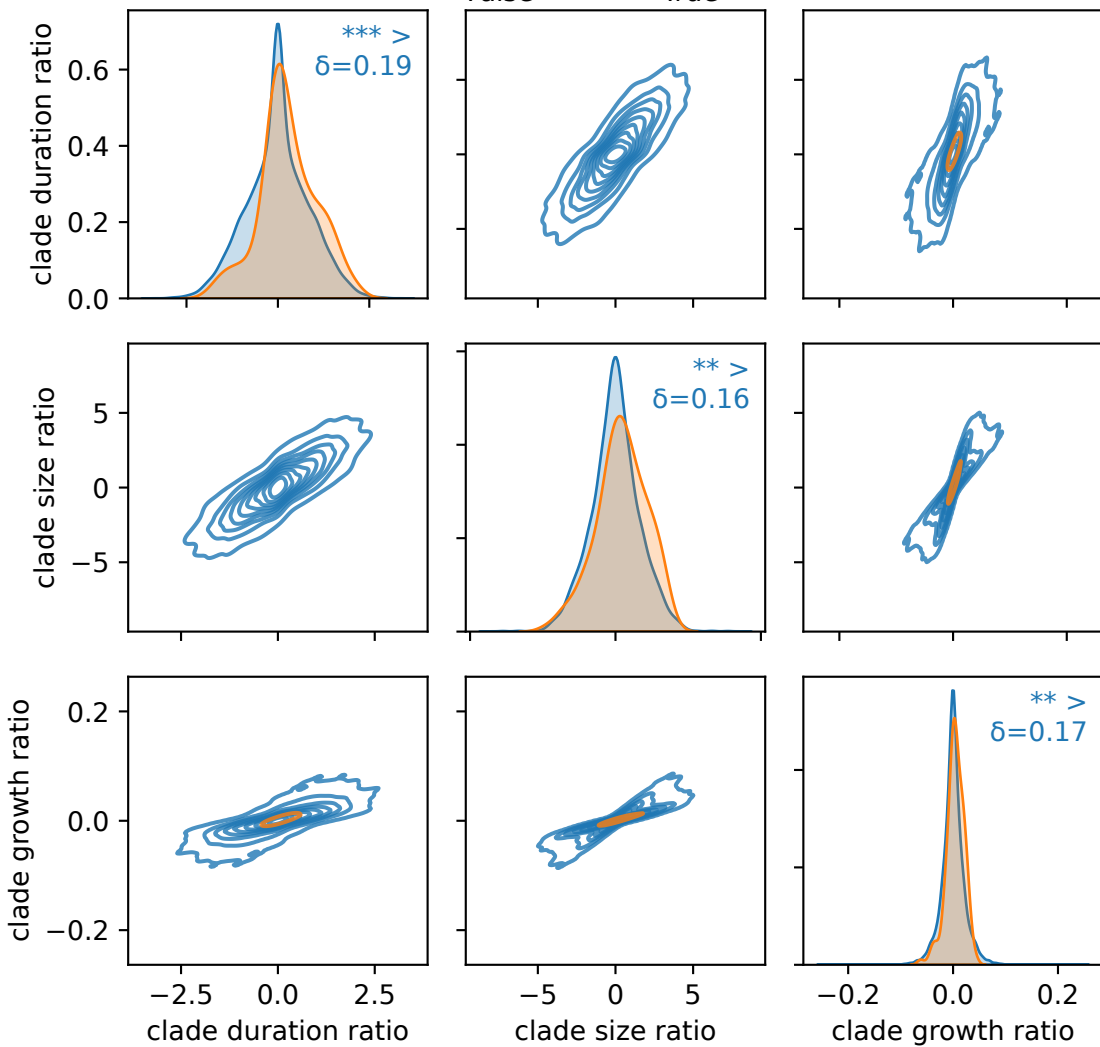 clade duration ratio
0.6
0.4
0.2
0.0
*** >
δ=0.19
clade size ratio
5
0
−5
** >
δ=0.16
clade growth ratio
0.2
0.0
−0.2
** >
δ=0.17
−2.5 0.0 2.5
−5 0 5
−0.2 0.0 0.2
clade duration ratio
clade size ratio
clade growth ratio